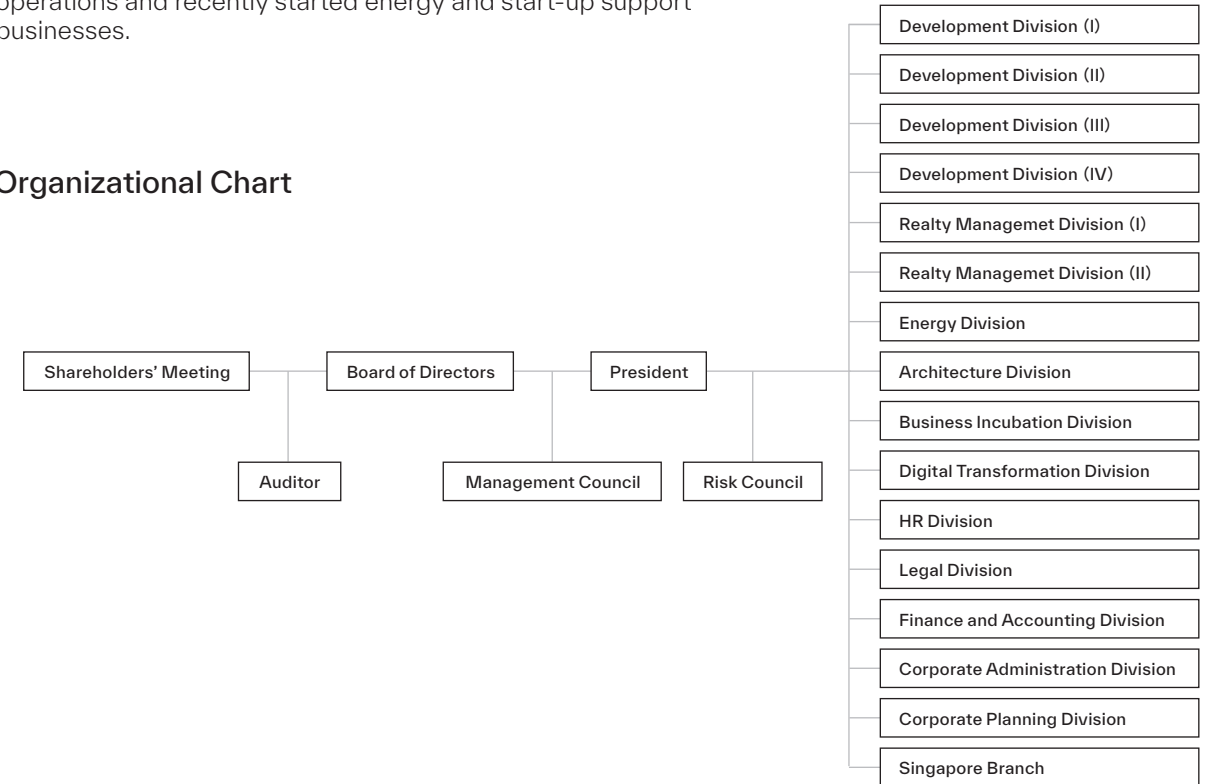 operations and recently started energy and start-up support
businesses.
Organizational Chart
Shareholders' Meeting
Board of Directors
President
Auditor
Management Council
Risk Council
Development Division (I)
Development Division (II)
Development Division (III)
Development Division (IV)
Realty Managemet Division (I)
Realty Managemet Division (II)
Energy Division
Architecture Division
Business Incubation Division
Digital Transformation Division
HR Division
Legal Division
Finance and Accounting Division
Corporate Administration Division
Corporate Planning Division
Singapore Branch